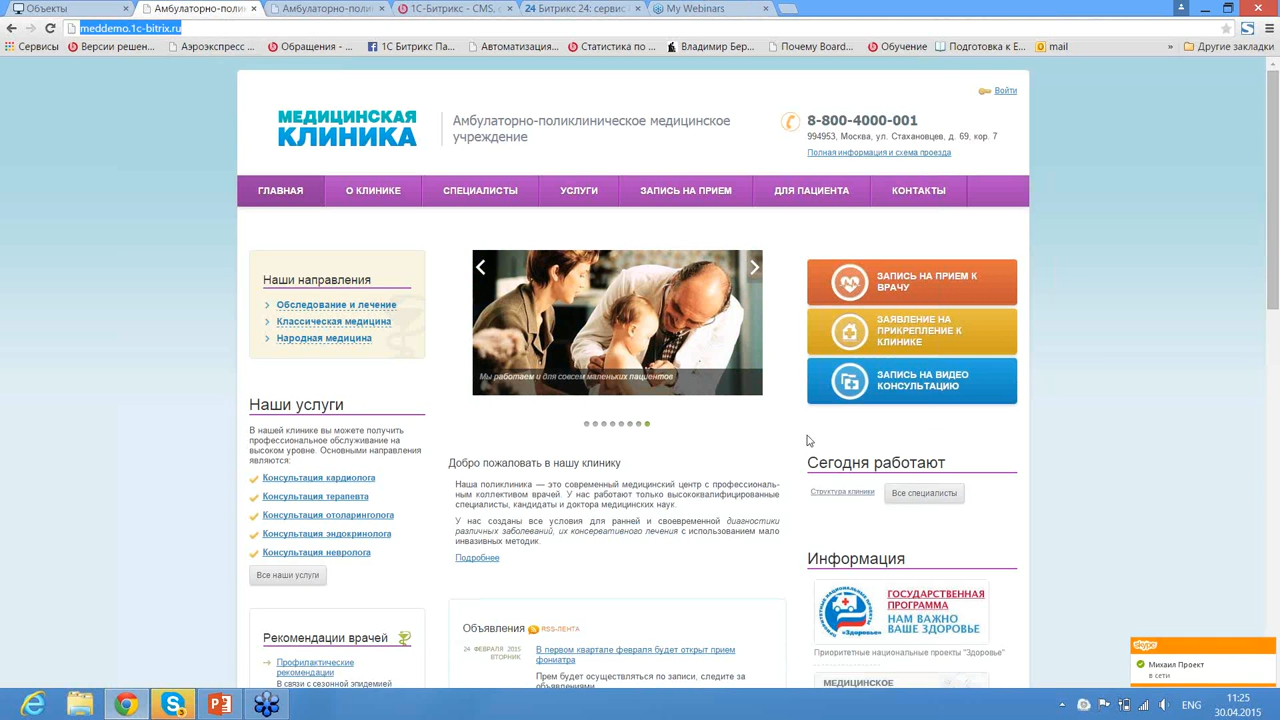 Объекты
Амбулаторно-поли
Амбулаторно-поли
1С-Битрикс - CMS, с
Битрикс 24: сервис
My Webinars
meddemo.1c-bitrix.ru
Сервисы
Версии решен...
Аэроэкспресс ...
Обращения - ...
1С Битрикс Па...
Автоматизация...
Статистика по ...
Владимир Бер...
Почему Board...
Обучение
Подготовка к Е...
mail
»
Другие закладки
Войти
МЕДИЦИНСКАЯ
КЛИНИКА
Амбулаторно-поликлиническое медицинское
учреждение
8-800-4000-001
994953, Москва, ул. Стахановцев, д. 69, кор. 7
Полная информация и схема проезда
ГЛАВНАЯ
О КЛИНИКЕ
СПЕЦИАЛИСТЫ
УСЛУГИ
ЗАПИСЬ НА ПРИЕМ
ДЛЯ ПАЦИЕНТА
КОНТАКТЫ
Наши направления
Обследование и лечение
Классическая медицина
Народная медицина
Наши услуги
В нашей клинике вы можете получить
профессиональное обслуживание на
высоком уровне. Основными направления
являются:
Консультация кардиолога
Консультация терапевта
Консультация отоларинголога
Консультация эндокринолога
Консультация невролога
Все наши услуги
Рекомендации врачей
Профилактические
рекомендации
В связи с сезонной эпидемией
Мы работаем и для совсем маленьких пациентов
Добро пожаловать в нашу клинику
Наша поликлиника — это современный медицинский центр с профессиональ-
ным коллективом врачей. У нас работают только высококвалифицированные
специалисты, кандидаты и доктора медицинских наук.
У нас созданы все условия для ранней и своевременной диагностики
различных заболеваний, их консервативного лечения с использованием мало
инвазивных методик.
Подробнее
Объявления
RSS-ЛЕНТА
24 ФЕВРАЛЯ 2015
ВТОРНИК
В первом квартале февраля будет открыт прием
фониатра
Прем будет осуществляться по записи, следите за
объявлениями
ЗАПИСЬ НА ПРИЕМ К
ВРАЧУ
ЗАЯВЛЕНИЕ НА
ПРИКРЕПЛЕНИЕ К
КЛИНИКЕ
ЗАПИСЬ НА ВИДЕО
КОНСУЛЬТАЦИЮ
Сегодня работают
Структура клиники
Все специалисты
Информация
ГОСУДАРСТВЕННАЯ
ПРОГРАММА
НАМ ВАЖНО
ВАШЕ ЗДОРОВЬЕ
Приоритетные национальные проекты "Здоровье"
МЕДИЦИНСКОЕ
skype
Михаил Проект
в сети
ENG
11:25
30.04.2015